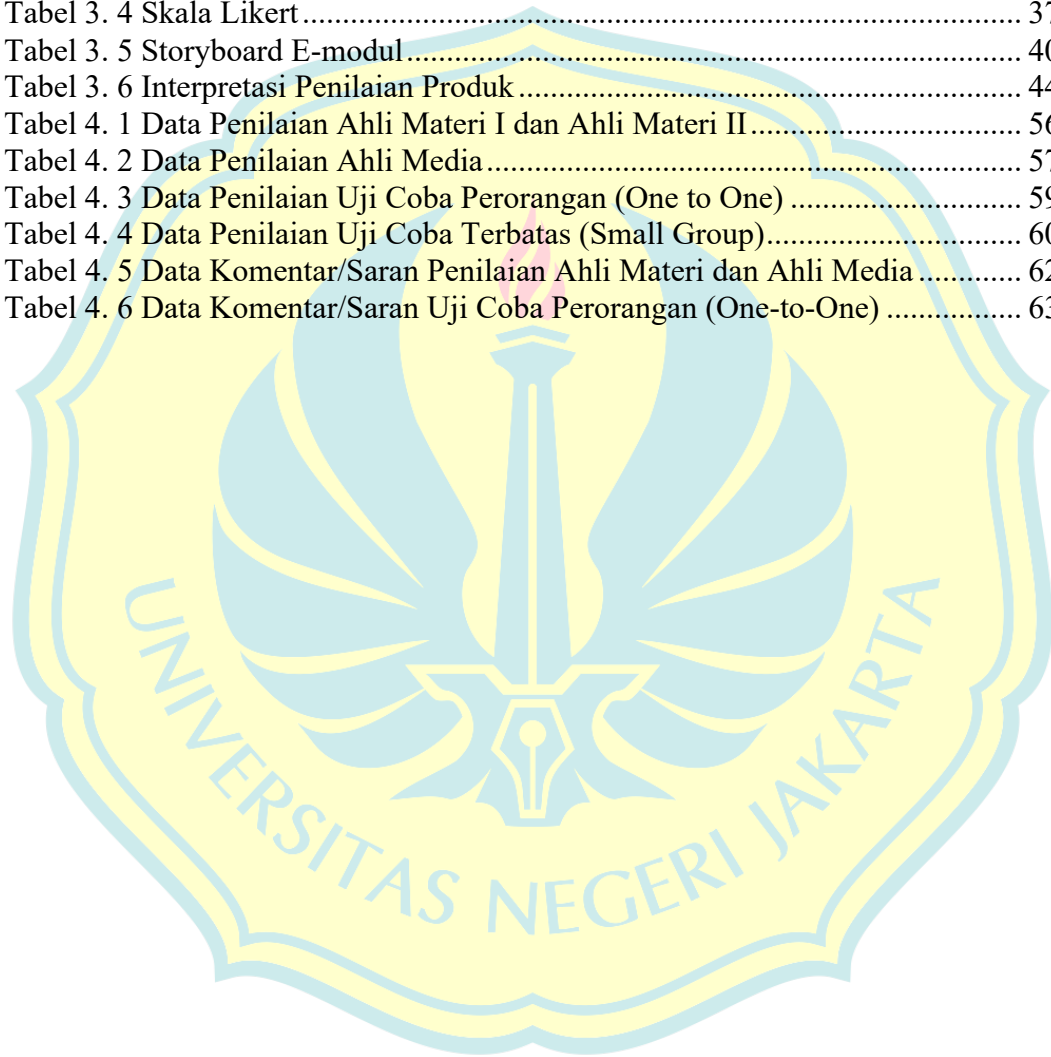 Tabel 3. 4 Skala Likert.......................................................................................... 37
Tabel 3. 5 Storyboard E-modul............................................................................. 40
Tabel 3. 6 Interpretasi Penilaian Produk............................................................... 44
Tabel 4. 1 Data Penilaian Ahli Materi I dan Ahli Materi II.................................. 56
Tabel 4. 2 Data Penilaian Ahli Media................................................................... 57
Tabel 4. 3 Data Penilaian Uji Coba Perorangan (One to One) ............................. 59
Tabel 4. 4 Data Penilaian Uji Coba Terbatas (Small Group)................................ 60
Tabel 4. 5 Data Komentar/Saran Penilaian Ahli Materi dan Ahli Media ............. 62
Tabel 4. 6 Data Komentar/Saran Uji Coba Perorangan (One-to-One) ................. 63
UNIVERSITAS NEGERI JAKARTA